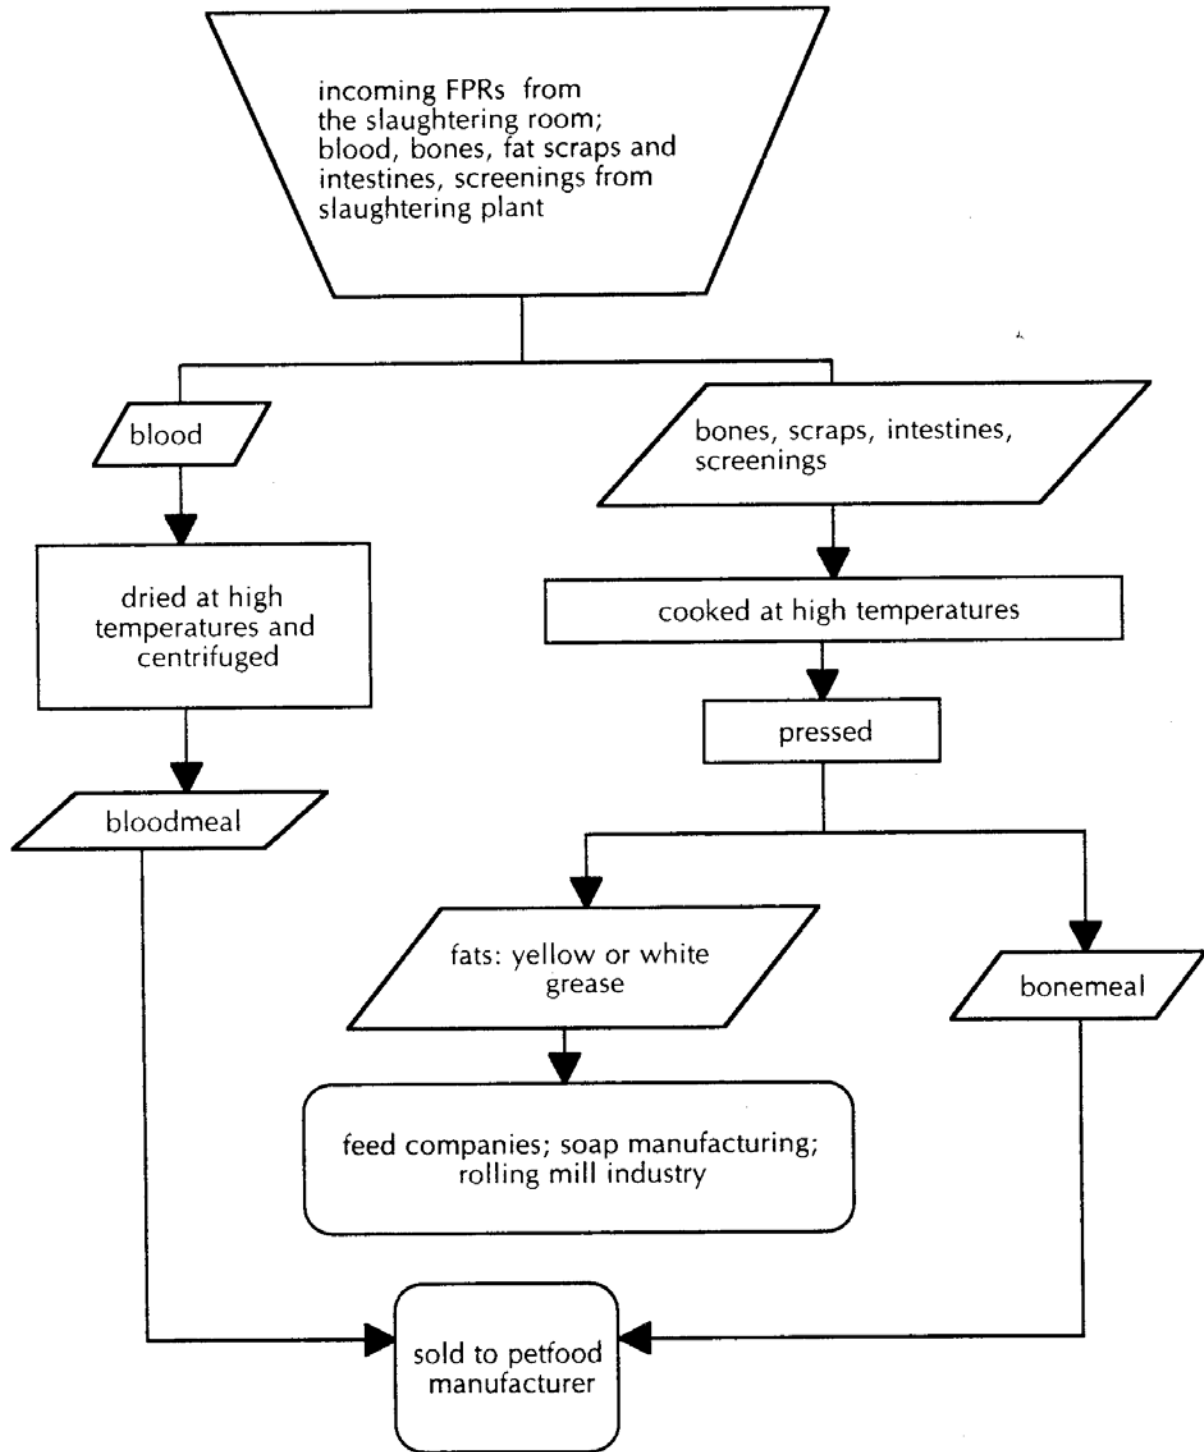 incoming FPRs from
the slaughtering room;
blood, bones, fat scraps and
intestines, screenings from
slaughtering plant
blood
bones, scraps, intestines,
screenings
dried at high
temperatures and
centrifuged
cooked at high temperatures
pressed
bloodmeal
fats: yellow or white
grease
bonemeal
feed companies; soap manufacturing;
rolling mill industry
sold to petfood
manufacturer